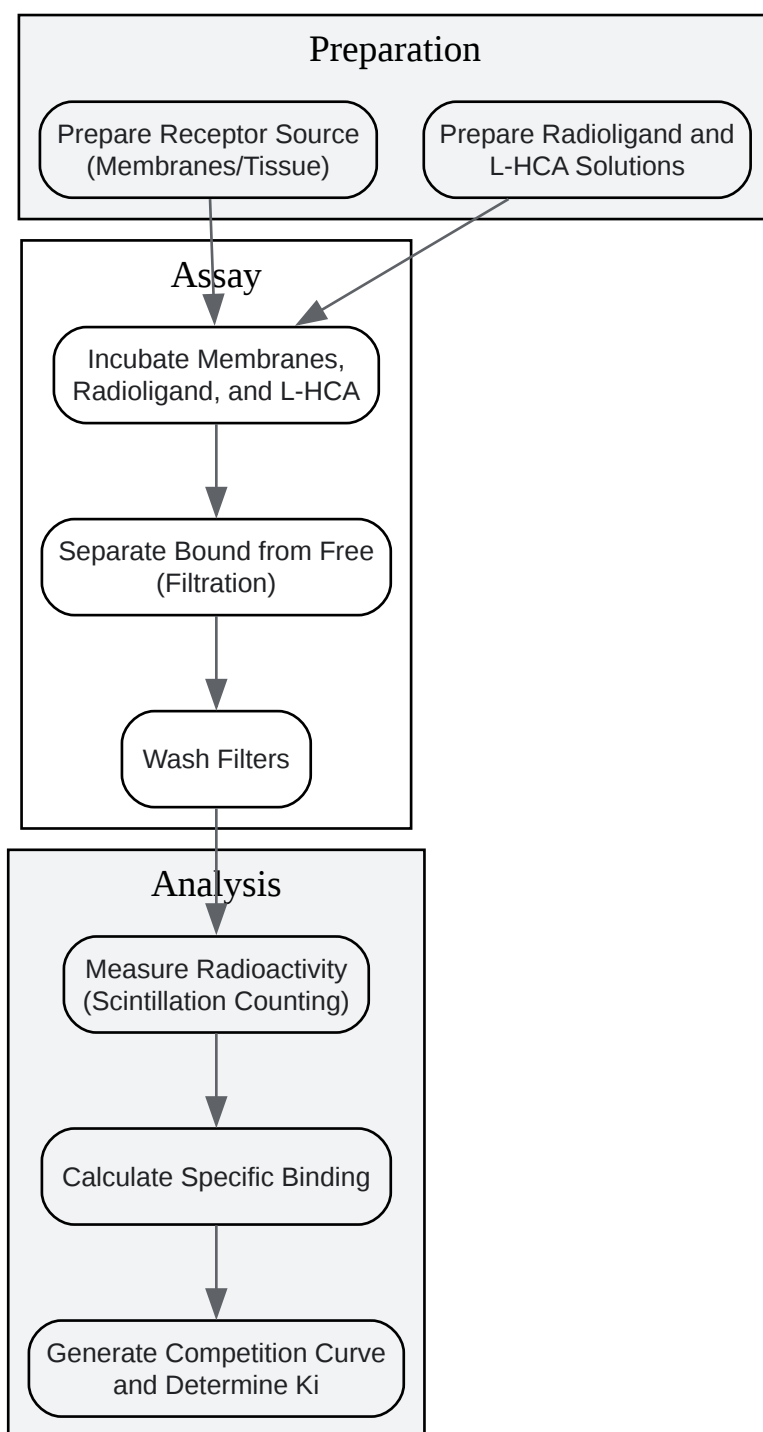 Preparation
Prepare Receptor Source
(Membranes/Tissue)
Prepare Radioligand and
L-HCA Solutions
Assay
Incubate Membranes,
Radioligand, and L-HCA
Separate Bound from Free
(Filtration)
Wash Filters
Analysis
Measure Radioactivity
(Scintillation Counting)
Calculate Specific Binding
Generate Competition Curve
and Determine Ki